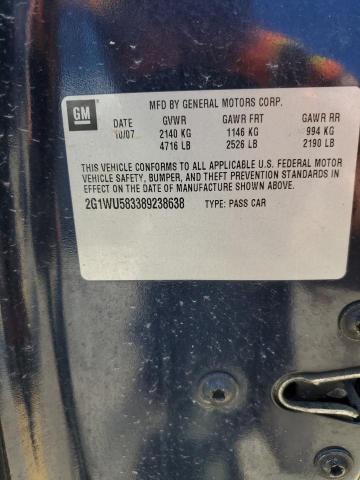 GM
MFD BY GENERAL MOTORS CORP.
DATE GVWR GAWR FRT GAWR RR
10/07 2140 KG 1146 KG 994 KG
4716 LB 2526 LB 2190 LB
THIS VEHICLE CONFORMS TO ALL APPLICABLE U.S. FEDERAL MOTOR
VEHICLE SAFETY, BUMPER, AND THEFT PREVENTION STANDARDS
IN EFFECT ON THE DATE OF MANUFACTURE SHOWN ABOVE.
2G1WU583389238638 TYPE: PASS CAR